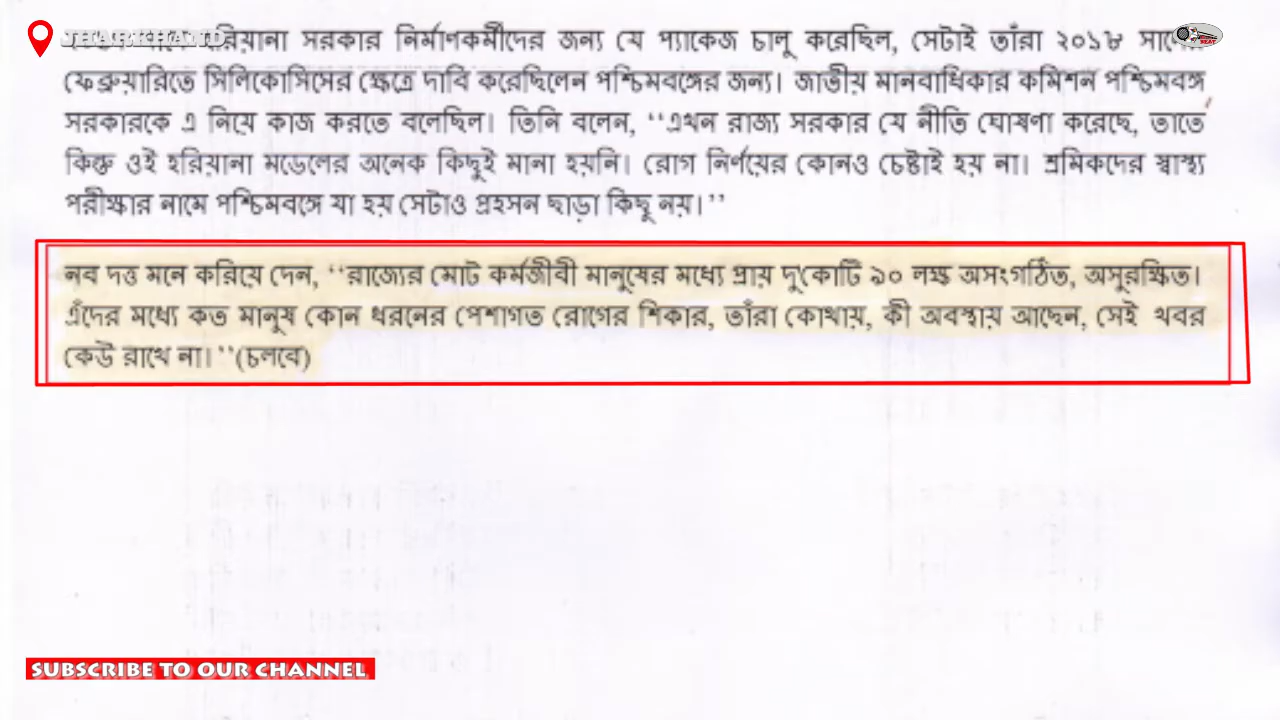 JHARKHAND
হরিয়ানা সরকার নির্মাণকর্মীদের জন্য যে প্যাকেজ চালু করেছিল, সেটাই তাঁরা ২০১৮
ফেব্রুয়ারিতে সিলিকোসিসের ক্ষেত্রে দাবি করেছিলেন পশ্চিমবঙ্গের জন্য। জাতীয় মানবাধিকার কমিশন পশ্চিমবঙ্গ
সরকারকে এ নিয়ে কাজ করতে বলেছিল। তিনি বলেন, ‘‘এখন রাজ্য সরকার যে নীতি ঘোষণা করেছে, তাতে
কিন্তু ওই হরিয়ানা মডেলের অনেক কিছুই মানা হয়নি। রোগ নির্ণয়ের কোনও চেষ্টাই হয় না। শ্রমিকদের স্বাস্থ্য
পরীক্ষার নামে পশ্চিমবঙ্গে যা হয় সেটাও প্রহসন ছাড়া কিছু নয়।’’
নব দত্ত মনে করিয়ে দেন, ‘‘রাজ্যের মোট কর্মজীবী মানুষের মধ্যে প্রায় দু’কোটি ৯০ লক্ষ অসংগঠিত, অসুরক্ষিত।
এঁদের মধ্যে কত মানুষ কোন ধরনের পেশাগত রোগের শিকার, তাঁরা কোথায়, কী অবস্থায় আছেন, সেই খবর
কেউ রাখে না।’’(চলবে)
SUBSCRIBE TO OUR CHANNEL